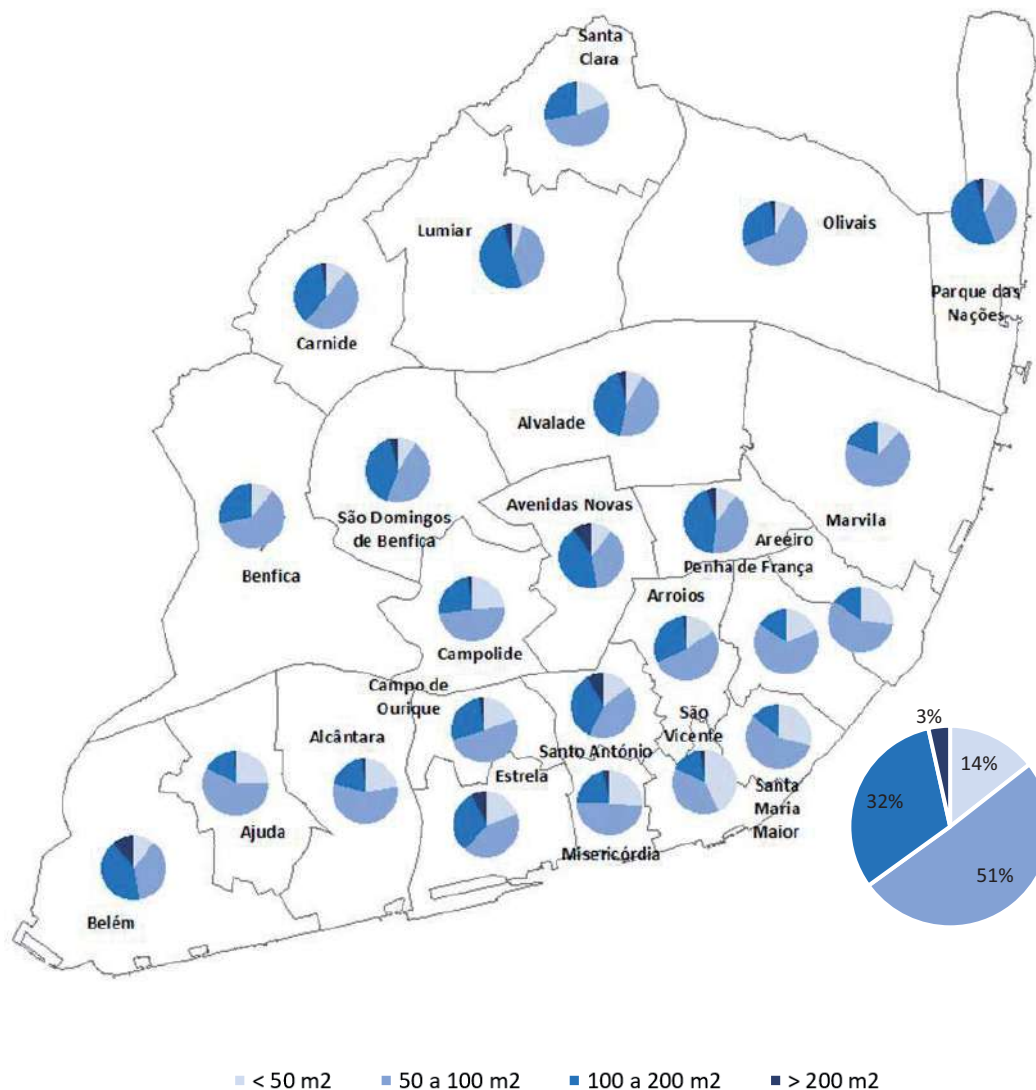 Santa
Clara
Lumiar
Olivais
Parque das
Nações
Carnide
Alvalade
Avenidas Novas
São Domingos
de Benfica
Areeiro
Marvila
Penha de França
Benfica
Arroios
Campolide
Campo de
Ourique
São
Vicente
Alcântara
Santo António
Estrela
Santa
Maria
Maior
Ajuda
Misericórdia
Belém
3%
14%
32%
51%
< 50 m2
50 a 100 m2
100 a 200 m2
> 200 m2